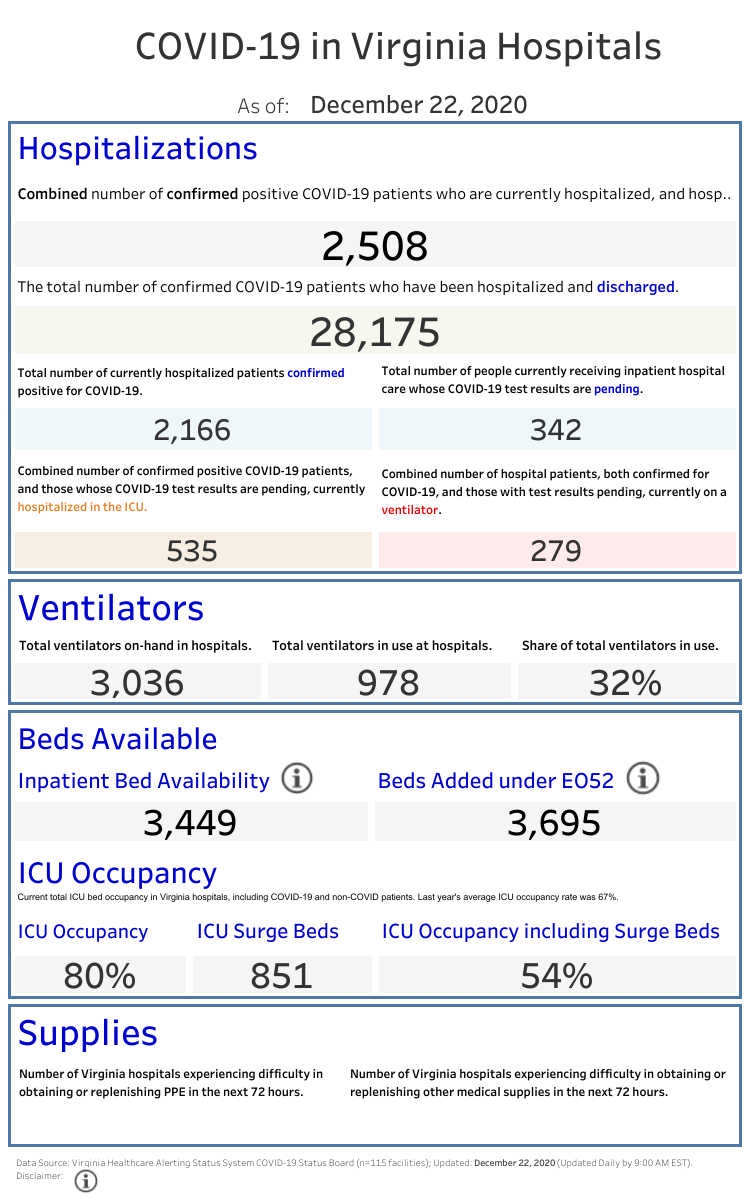 COVID-19 in Virginia Hospitals
As of: December 22, 2020
Hospitalizations
Combined number of confirmed positive COVID-19 patients who are currently hospitalized, and hosp..
2,508
The total number of confirmed COVID-19 patients who have been hospitalized and discharged.
28,175
Total number of currently hospitalized patients confirmed
positive for COVID-19.
2,166
Total number of people currently receiving inpatient hospital
care whose COVID-19 test results are pending.
342
Combined number of confirmed positive COVID-19 patients,
and those whose COVID-19 test results are pending, currently
hospitalized in the ICU.
535
Combined number of hospital patients, both confirmed for
COVID-19, and those with test results pending, currently on a
ventilator.
279
Ventilators
Total ventilators on-hand in hospitals.
3,036
Total ventilators in use at hospitals.
978
Share of total ventilators in use.
32%
Beds Available
Inpatient Bed Availability
3,449
Beds Added under EO52
3,695
ICU Occupancy
Current total ICU bed occupancy in Virginia hospitals, including COVID-19 and non-COVID patients. Last year's average ICU occupancy rate was 67%.
ICU Occupancy
80%
ICU Surge Beds
851
ICU Occupancy including Surge Beds
54%
Supplies
Number of Virginia hospitals experiencing difficulty in
obtaining or replenishing PPE in the next 72 hours.
Number of Virginia hospitals experiencing difficulty in obtaining or
replenishing other medical supplies in the next 72 hours.
Data Source: Virginia Healthcare Alerting Status System COVID-19 Status Board (n=115 facilities); Updated: December 22, 2020 (Updated Daily by 9:00 AM EST).
Disclaimer: